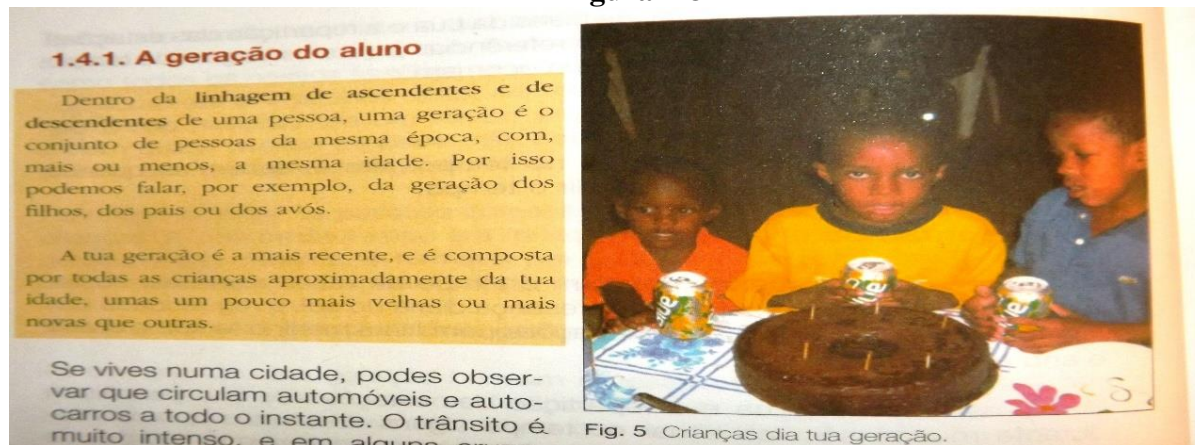 1.4.1. A geração do aluno
Dentro da linhagem de ascendentes e de
descendentes de uma pessoa, uma geração é o
conjunto de pessoas da mesma época, com,
mais ou menos, a mesma idade. Por isso
podemos falar, por exemplo, da geração dos
filhos, dos pais ou dos avós.
A tua geração é a mais recente, e é composta
por todas as crianças aproximadamente da tua
idade, umas um pouco mais velhas ou mais
novas que outras.
Se vives numa cidade, podes obser-
var que circulam automóveis e auto-
carros a todo o instante. O trânsito é
muito intenso, e em alguns
Fig. 5 Crianças dia tua geração.